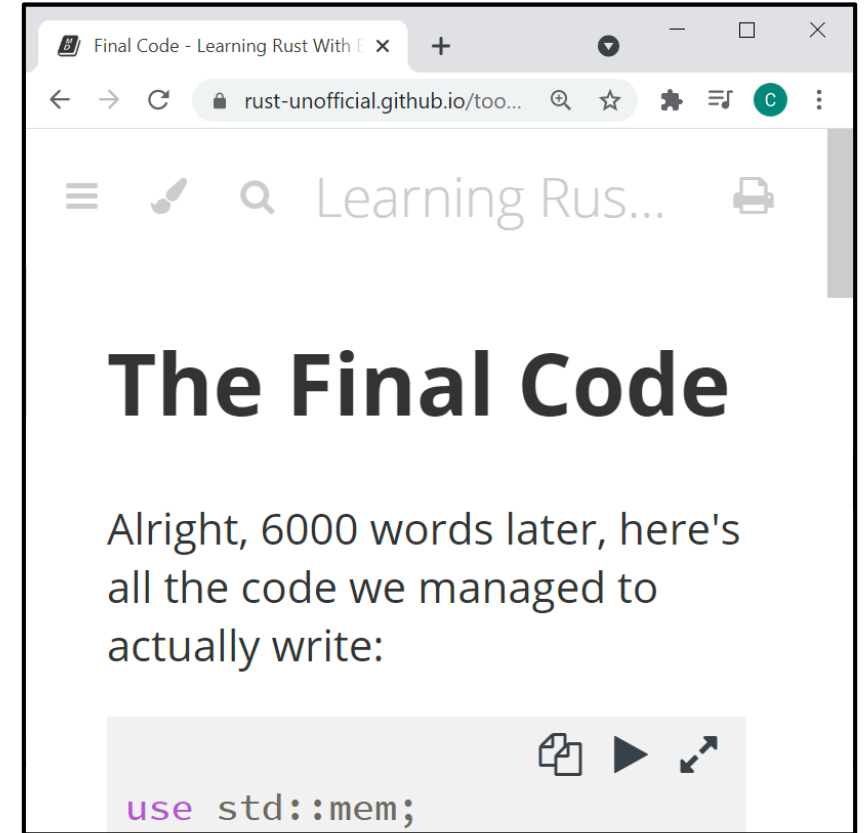 Final Code - Learning Rust With E
rust-unofficial.github.io/too...
C
Learning Rus...
The Final Code
Alright, 6000 words later, here's
all the code we managed to
actually write:
use std::mem;